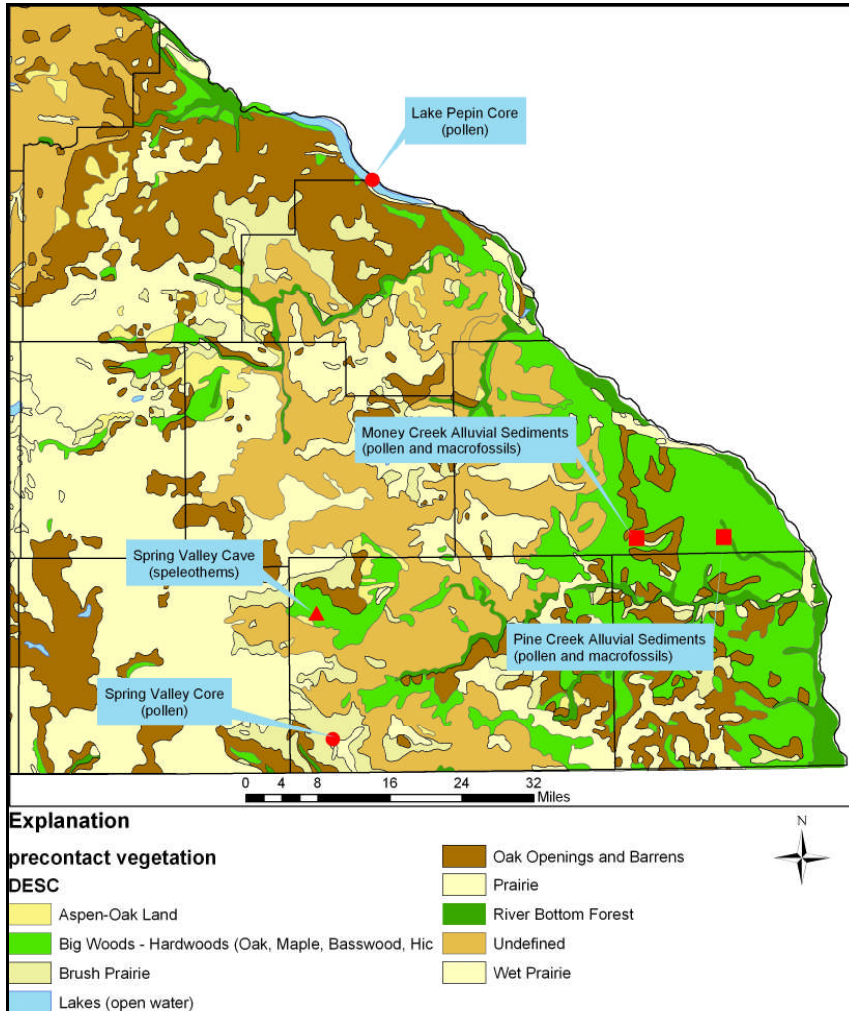 Lake Pepin Core
(pollen)
Money Creek Alluvial Sediments
(pollen and macrofossils)
Spring Valley Cave
(speleothems)
Pine Creek Alluvial Sediments
(pollen and macrofossils)
Spring Valley Core
(pollen)
0 4 8 16 24 32
Miles
Explanation
precontact vegetation
DESC
Aspen-Oak Land
Big Woods - Hardwoods (Oak, Maple, Basswood, Hic
Brush Prairie
Lakes (open water)
Oak Openings and Barrens
Prairie
River Bottom Forest
Undefined
Wet Prairie
N